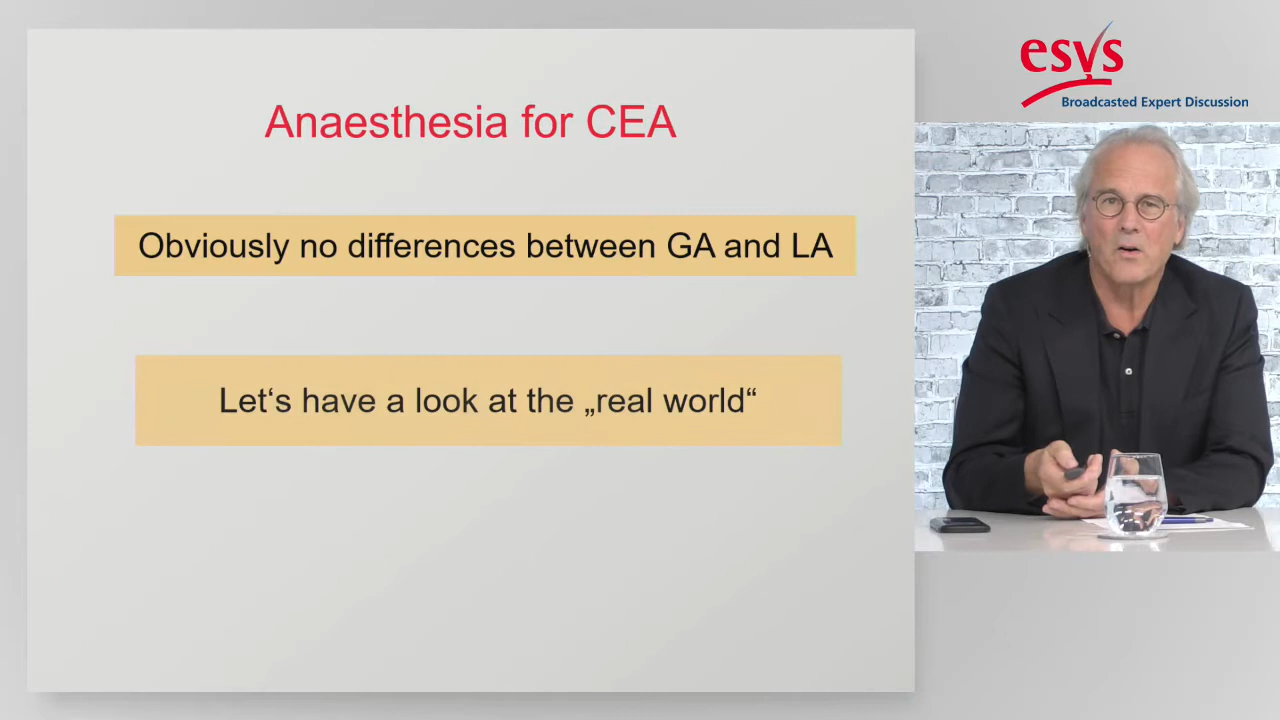 Anaesthesia for CEA
Obviously no differences between GA and LA
Let‘s have a look at the „real world“
esvs
Broadcasted Expert Discussion